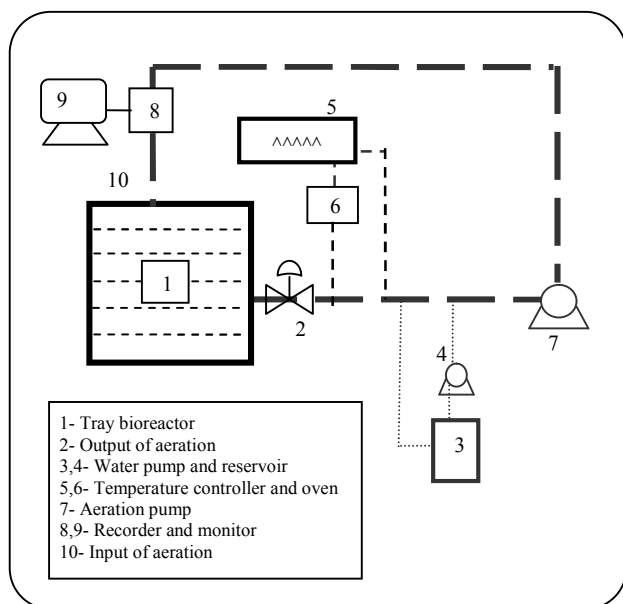 5
9
8
^^^^^
10
6
1
2
4
7
3
1- Tray bioreactor
2- Output of aeration
3,4- Water pump and reservoir
5,6- Temperature controller and oven
7- Aeration pump
8,9- Recorder and monitor
10- Input of aeration